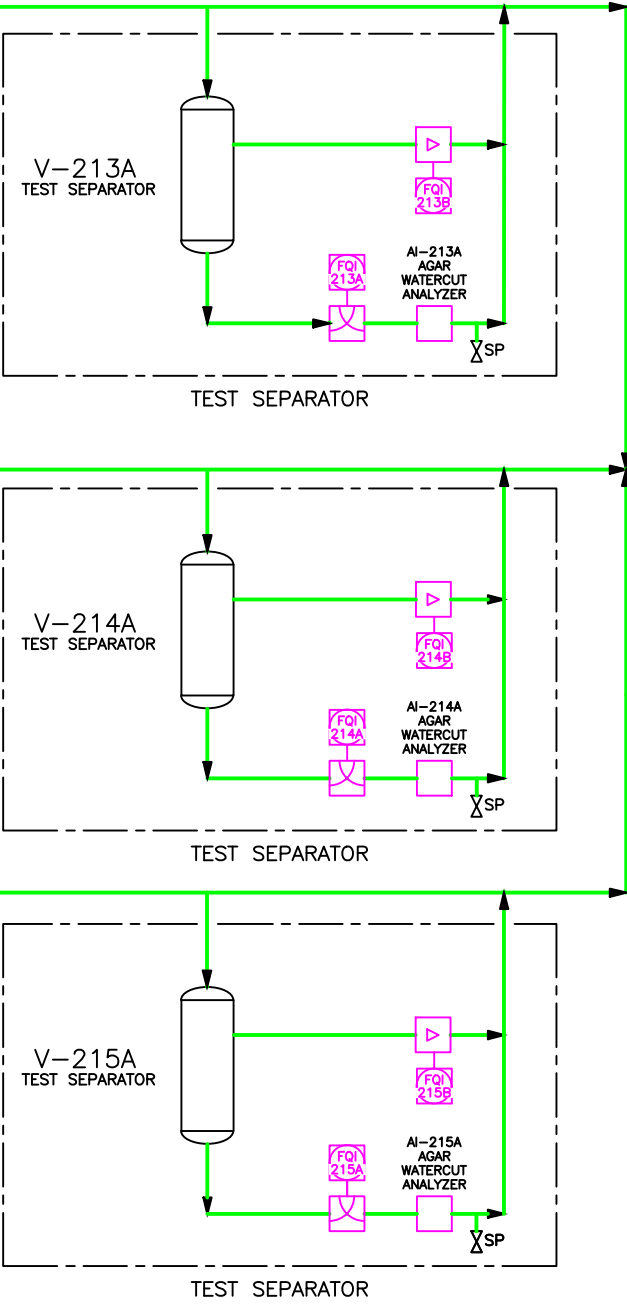 V-213A
TEST SEPARATOR
FQI
213B
FQI
213A
AI-213A
AGAR
WATERCUT
ANALYZER
SP
TEST SEPARATOR
V-214A
TEST SEPARATOR
FQI
214B
FQI
214A
AI-214A
AGAR
WATERCUT
ANALYZER
SP
TEST SEPARATOR
V-215A
TEST SEPARATOR
FQI
215B
FQI
215A
AI-215A
AGAR
WATERCUT
ANALYZER
SP
TEST SEPARATOR